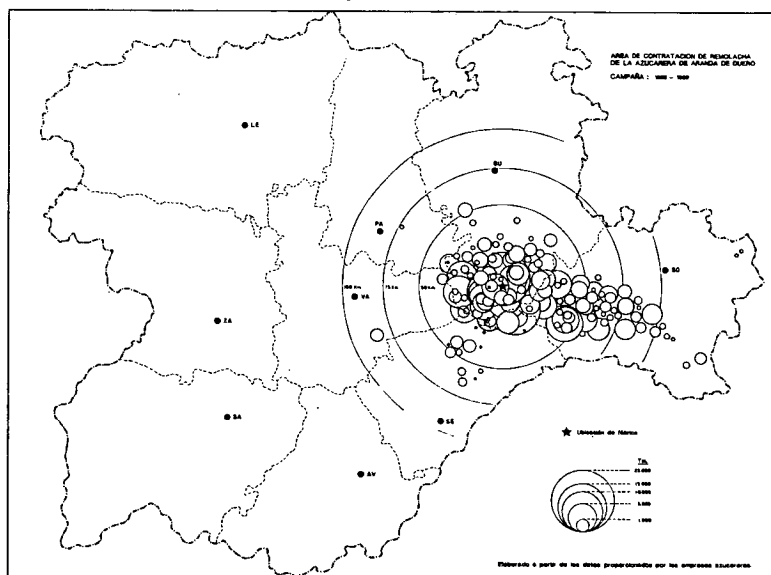 AREA DE CONTRATACION DE REMOLACHA
DE LA AZUCARERA DE ARANDA DE DUERO
CAMPAÑA :
LE
BU
PA
SO
100 Km
75 Km
50 Km
VA
ZA
SA
SE
AV
Ubicación de fábrica
Tm.
Elaborado a partir de los datos proporcionados por las empresas azucareras